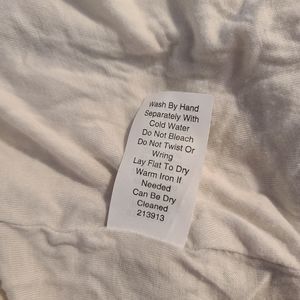 Wash By Hand
Separately With
Cold Water
Do Not Bleach
Do Not Twist Or
Wring
Lay Flat To Dry
Warm Iron If
Needed
Can Be Dry
Cleaned
213913